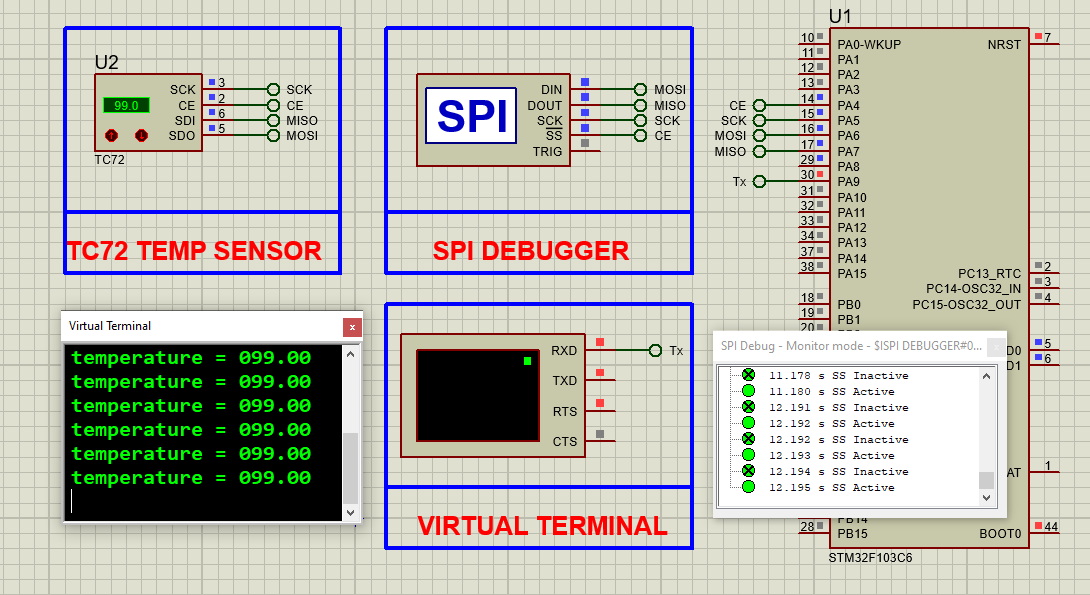 U2
99.0
SCK
CE
SDI
SDO
3
2
6
5
SCK
CE
MISO
MOSI
TC72
TC72 TEMP SENSOR
SPI
DIN
DOUT
SCK
SS
TRIG
MOSI
MISO
SCK
CE
SPI DEBUGGER
U1
10 PA0-WKUP
11 PA1
12 PA2
13 PA3
CE 14 PA4
SCK 15 PA5
MOSI 16 PA6
MISO 17 PA7
29 PA8
Tx 30 PA9
31 PA10
32 PA11
33 PA12
34 PA13
37 PA14
38 PA15
18 PB0
19 PB1
20
NRST 7
PC13_RTC 2
PC14-OSC32_IN 3
PC15-OSC32_OUT 4
D0 5
D1 6
AT 1
PB14
28 PB15
BOOT0 44
STM32F103C6
Virtual Terminal
x
temperature = 099.00
temperature = 099.00
temperature = 099.00
temperature = 099.00
temperature = 099.00
temperature = 099.00
RXD
TXD
RTS
CTS
Tx
VIRTUAL TERMINAL
SPI Debug - Monitor mode - $ISPI DEBUGGER#0...
11.178 s SS Inactive
11.180 s SS Active
12.191 s SS Inactive
12.192 s SS Active
12.192 s SS Inactive
12.193 s SS Active
12.194 s SS Inactive
12.195 s SS Active